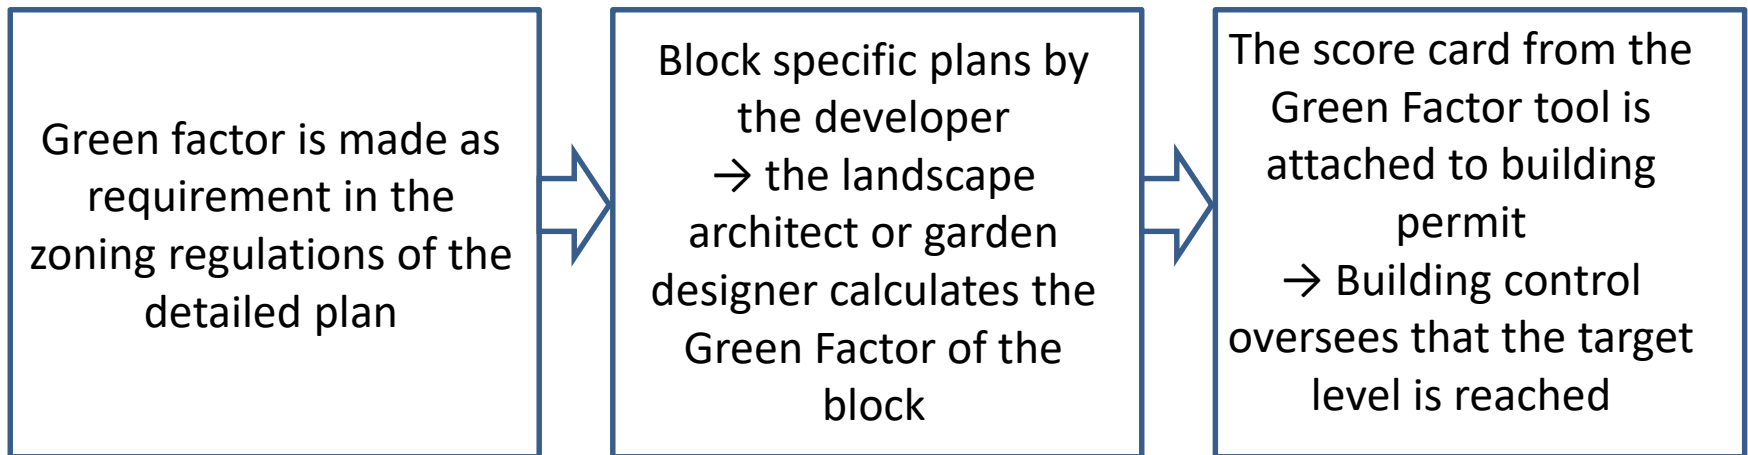 Green factor is made as
requirement in the
zoning regulations of the
detailed plan
Block specific plans by
the developer
→ the landscape
architect or garden
designer calculates the
Green Factor of the
block
The score card from the
Green Factor tool is
attached to building
permit
→ Building control
oversees that the target
level is reached